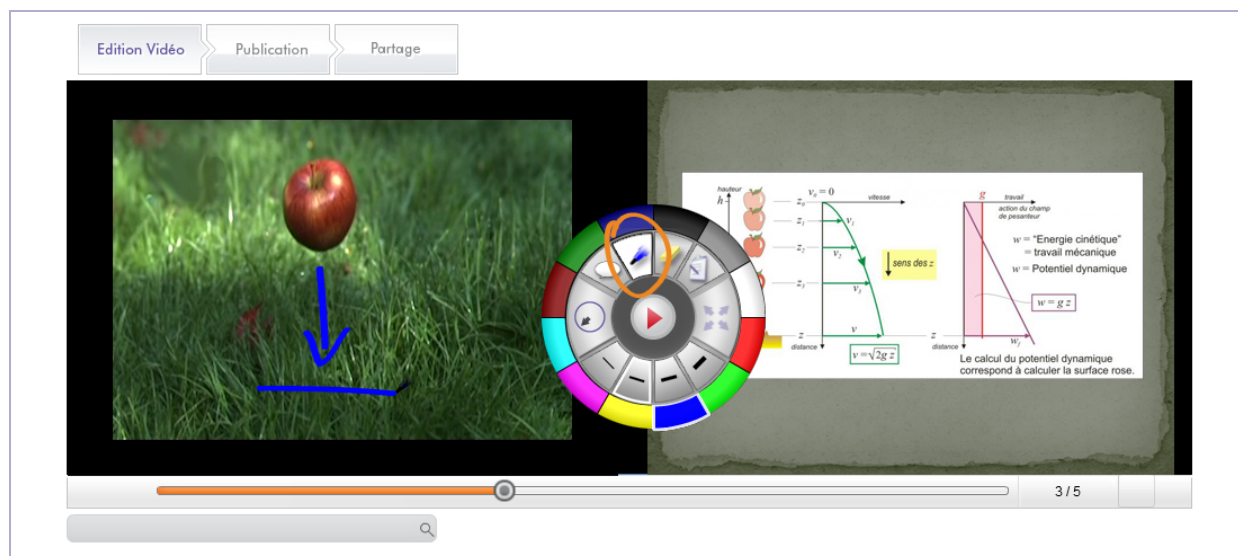 Edition Vidéo
Publication
Partage
hauteur
h
v₀ = 0
vitesse
z₀
z₁
v₁
z₂
v₂
z₃
v₃
sens des z
z
v
distance
v = √2g z
g
travail
action du champ
de pesanteur
w = "Energie cinétique"
= travail mécanique
w = Potentiel dynamique
w = g z
z
distance
Le calcul du potentiel dynamique
correspond à calculer la surface rose.
3 / 5